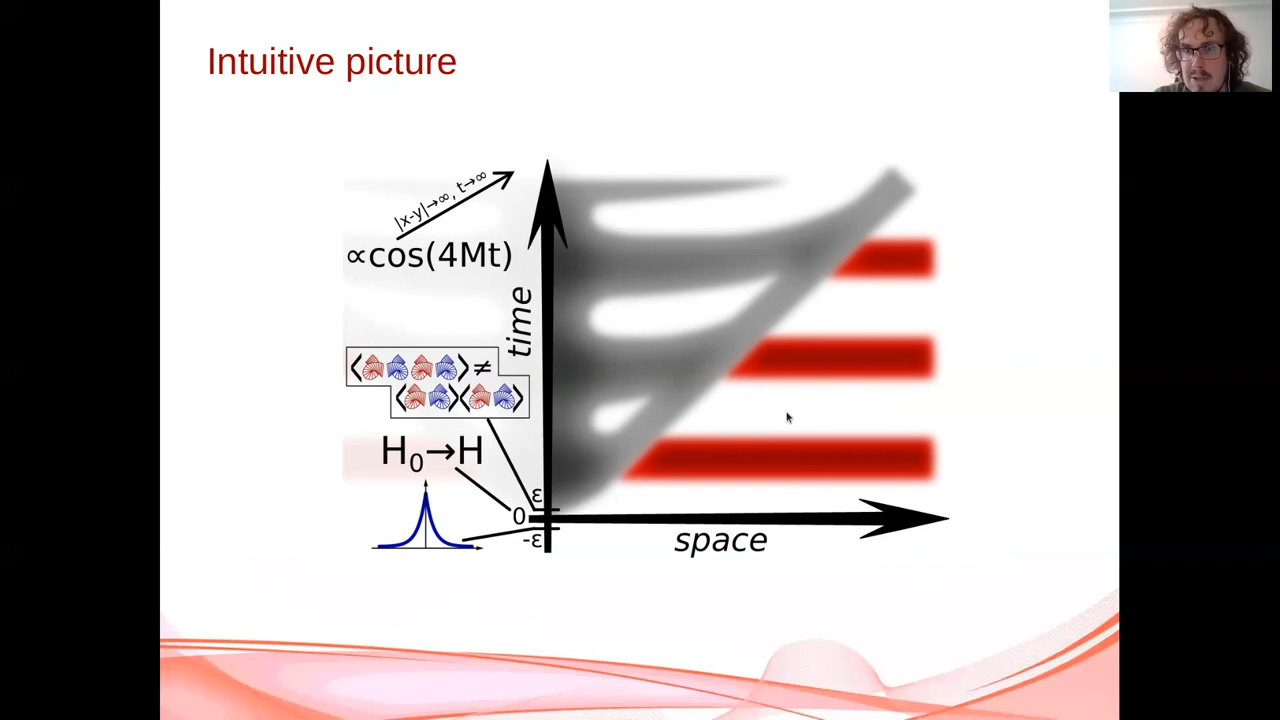 Intuitive picture
|x-y|→∞, t→∞
∝cos(4Mt)
time
⟨ ⟩ ≠
⟨ ⟩⟨ ⟩
H₀→H
ε
0
-ε
space